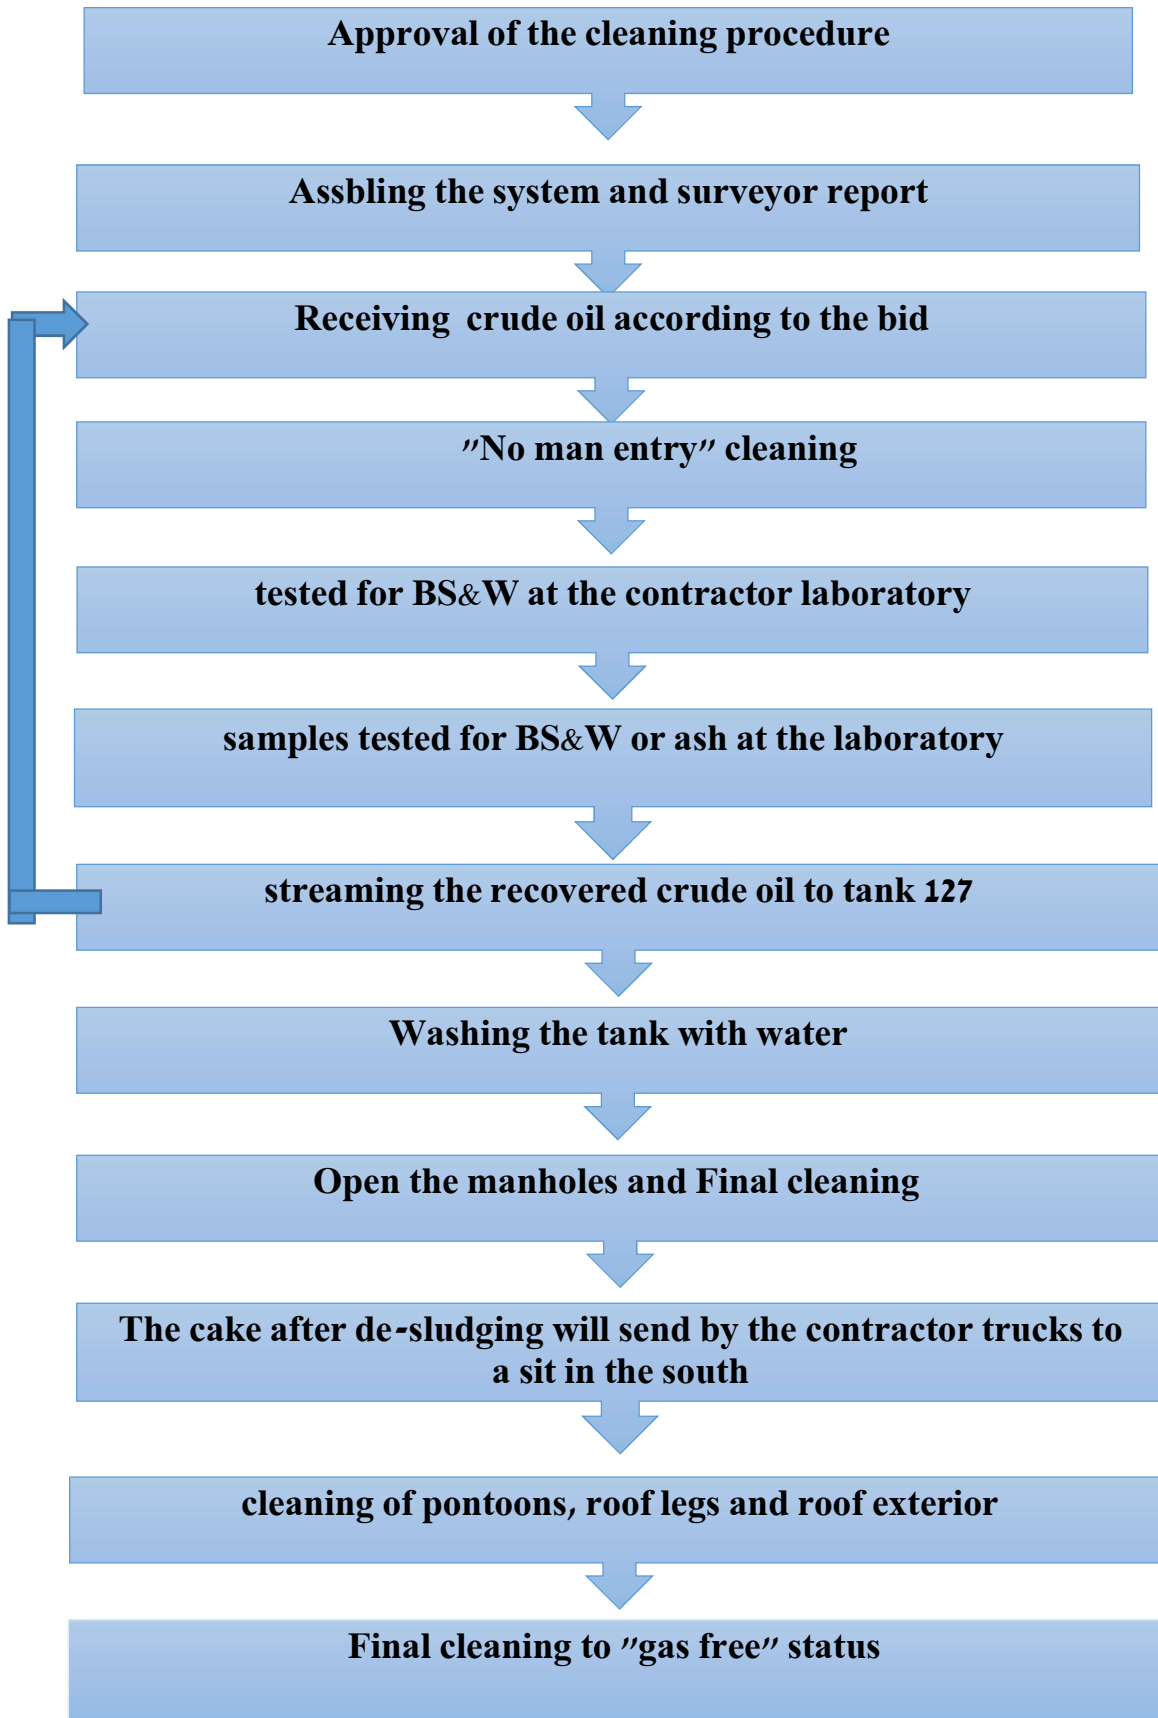 Approval of the cleaning procedure
Assbling the system and surveyor report
Receiving crude oil according to the bid
"No man entry" cleaning
tested for BS&W at the contractor laboratory
samples tested for BS&W or ash at the laboratory
streaming the recovered crude oil to tank 127
Washing the tank with water
Open the manholes and Final cleaning
The cake after de-sludging will send by the contractor trucks to
a sit in the south
cleaning of pontoons, roof legs and roof exterior
Final cleaning to "gas free" status